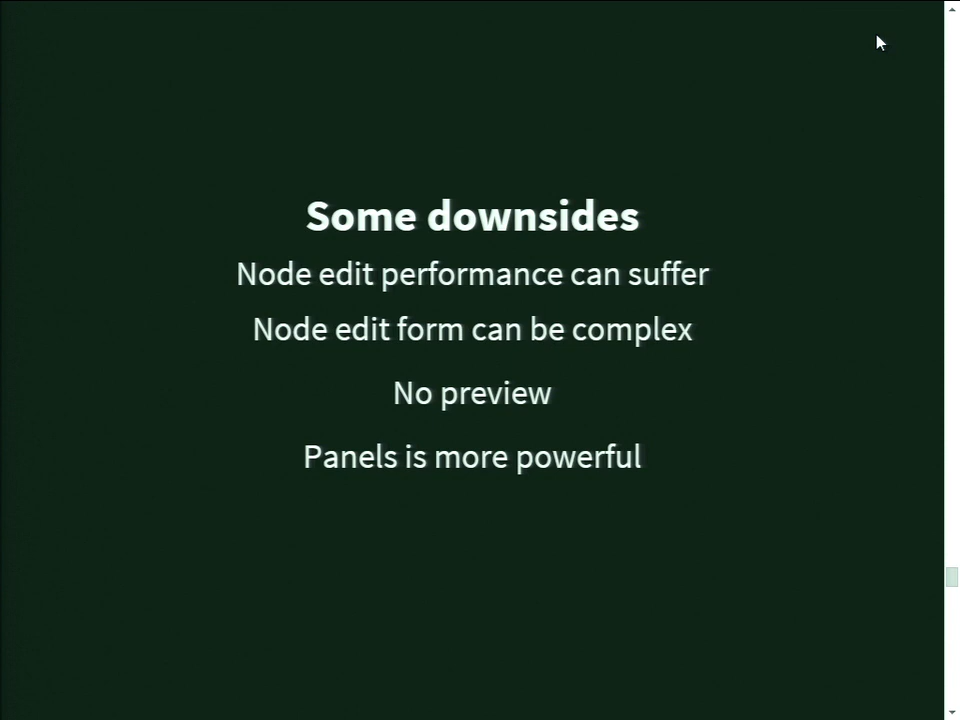 Some downsides
Node edit performance can suffer
Node edit form can be complex
No preview
Panels is more powerful